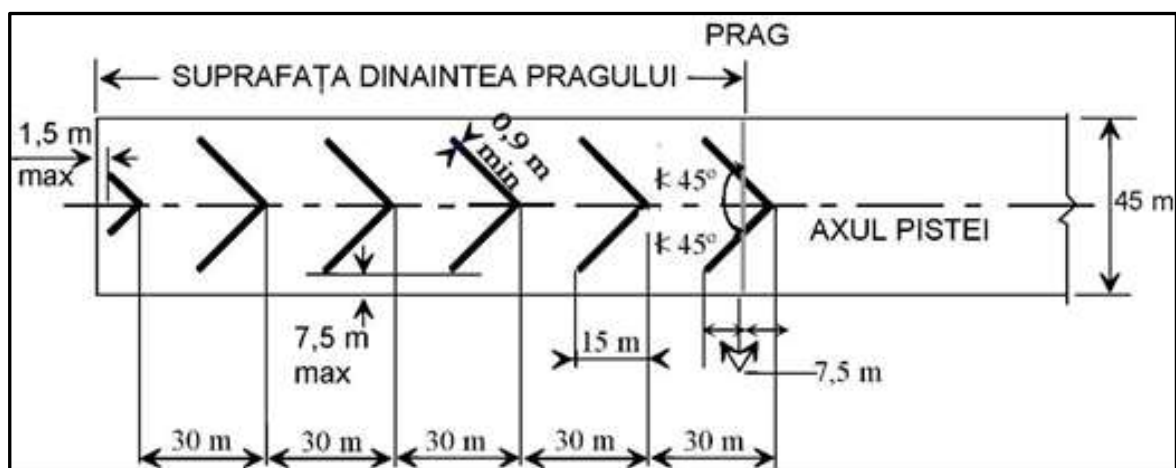 PRAG
SUPRAFAȚA DINAINTEA PRAGULUI
1,5 m
max
0,9 m
min
45°
45°
AXUL PISTEI
45 m
7,5 m
max
15 m
7,5 m
30 m
30 m
30 m
30 m
30 m